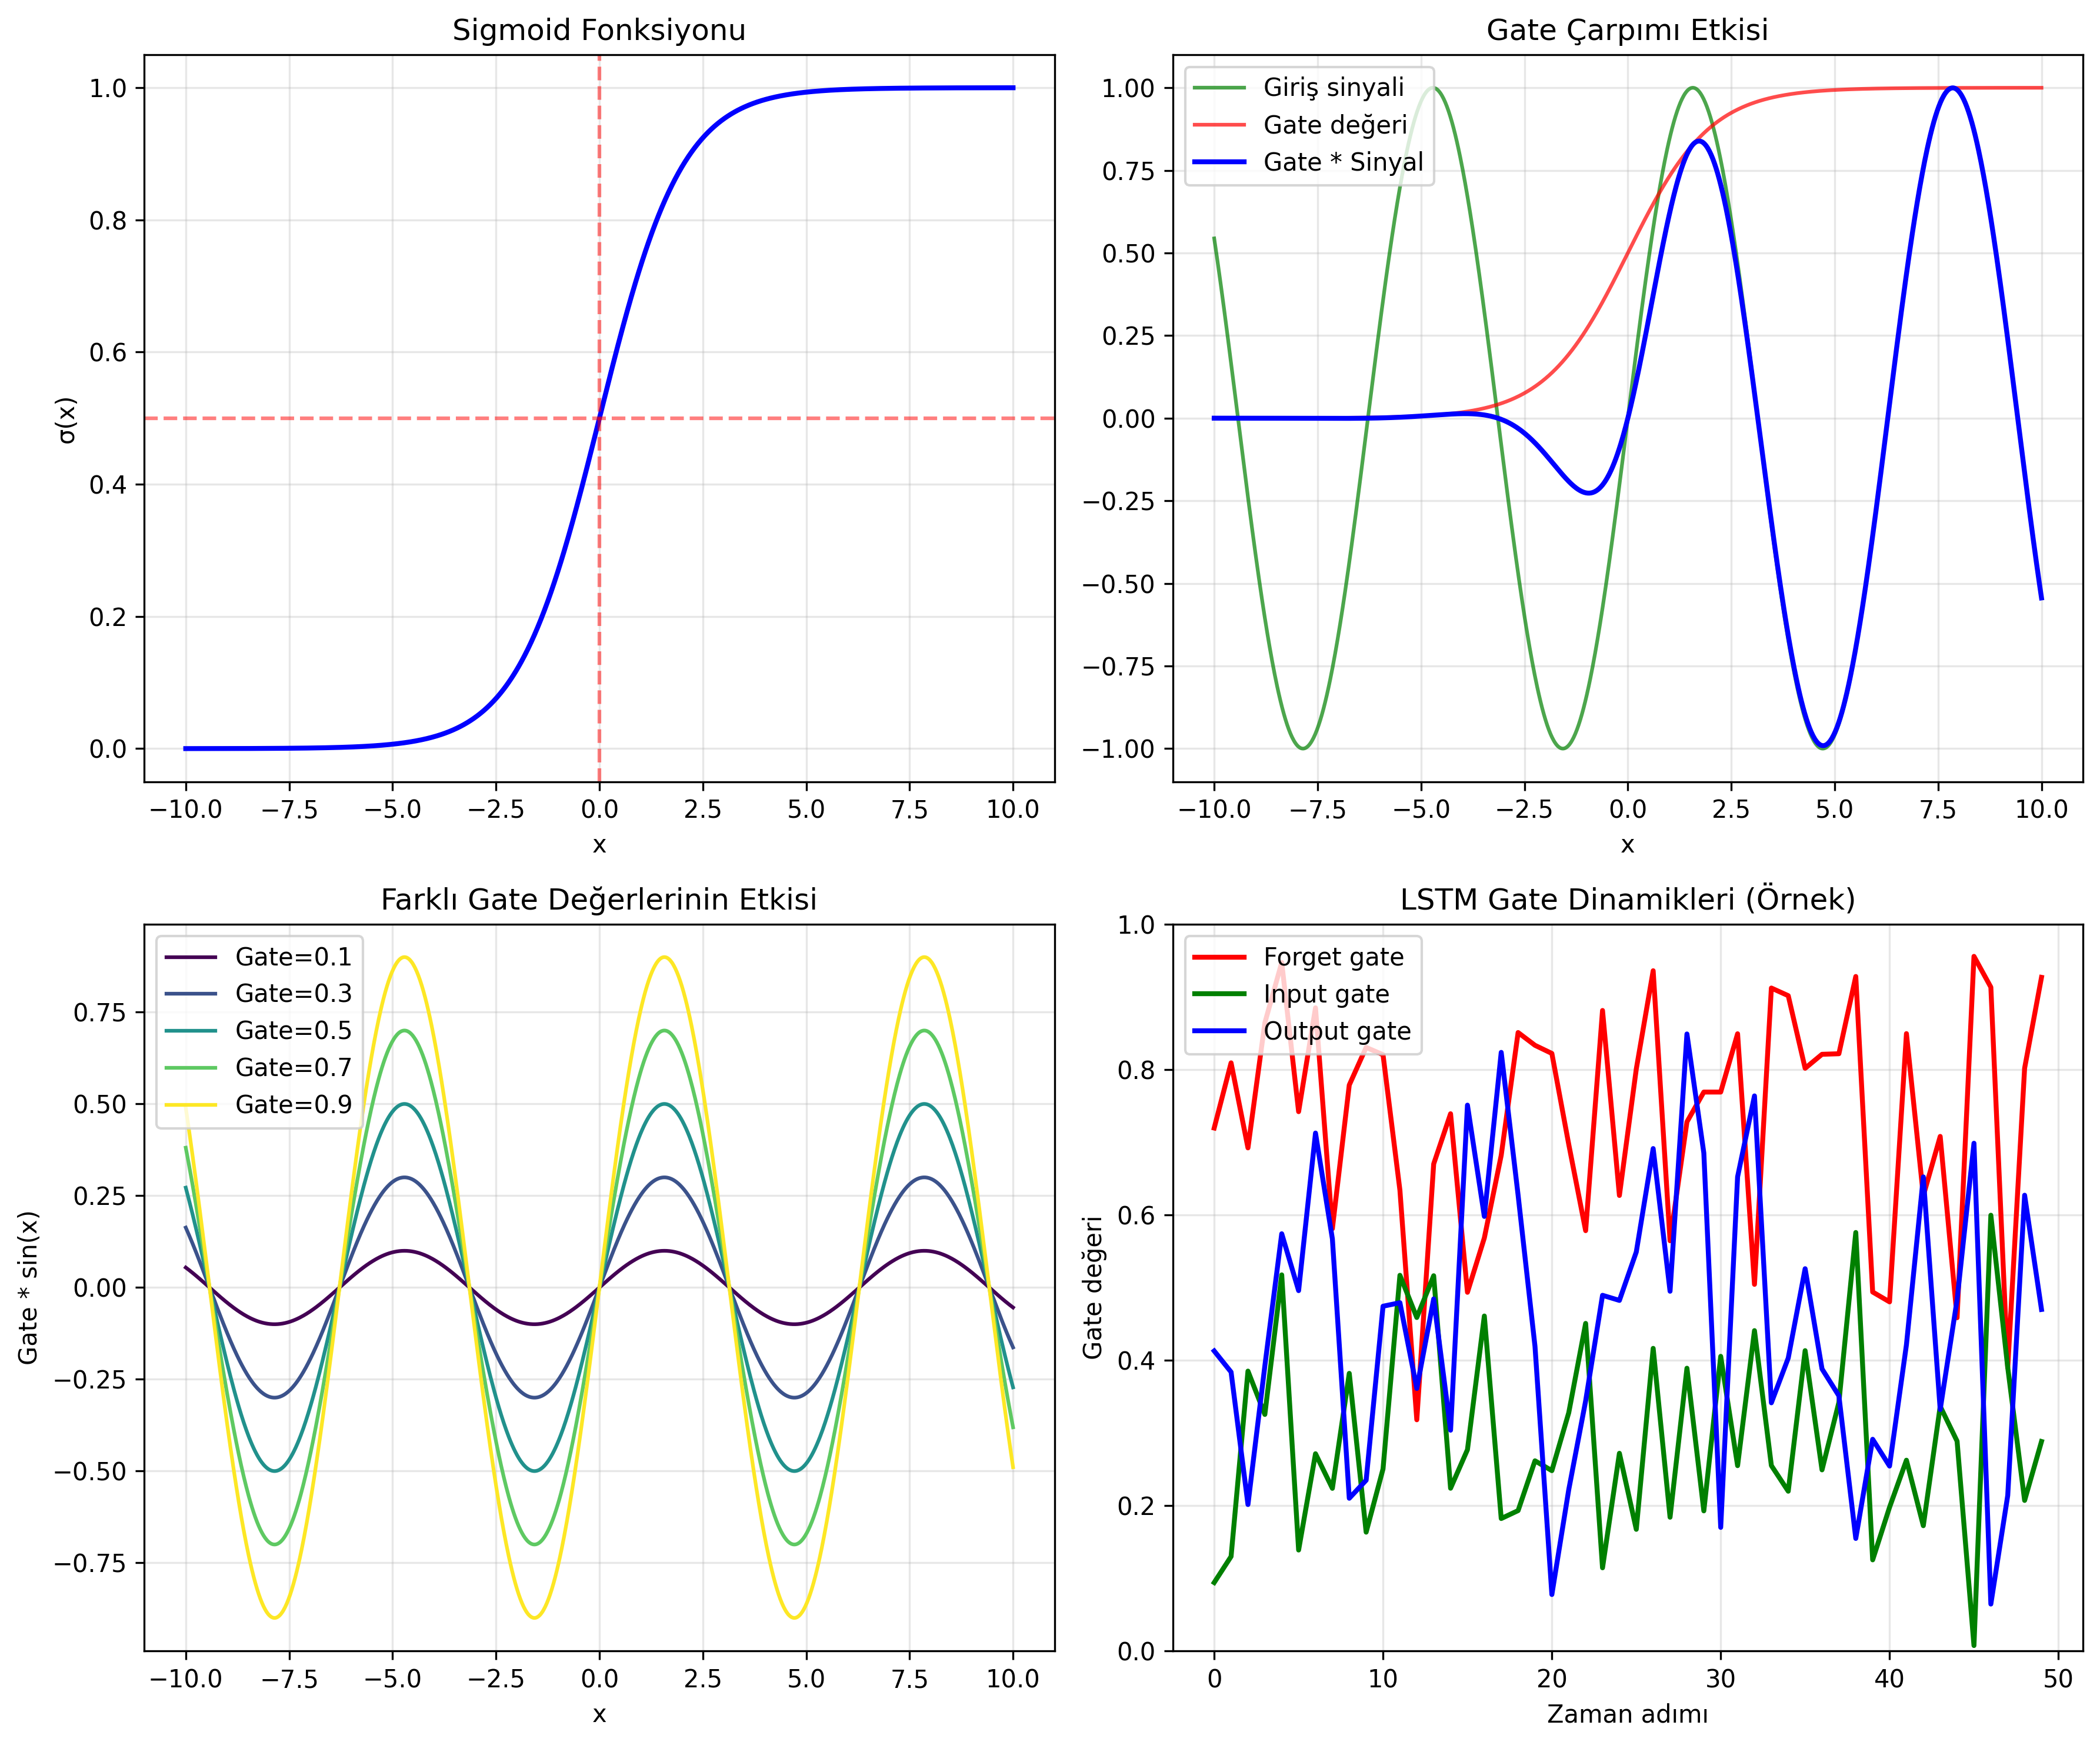 Sigmoid Fonksiyonu
1.0
0.8
0.6
0.4
0.2
0.0
σ(x)
−10.0 −7.5 −5.0 −2.5 0.0 2.5 5.0 7.5 10.0
x
Gate Çarpımı Etkisi
Giriş sinyali
Gate değeri
Gate * Sinyal
1.00
0.75
0.50
0.25
0.00
−0.25
−0.50
−0.75
−1.00
−10.0 −7.5 −5.0 −2.5 0.0 2.5 5.0 7.5 10.0
x
Farklı Gate Değerlerinin Etkisi
Gate=0.1
Gate=0.3
Gate=0.5
Gate=0.7
Gate=0.9
0.75
0.50
0.25
0.00
−0.25
−0.50
−0.75
Gate * sin(x)
−10.0 −7.5 −5.0 −2.5 0.0 2.5 5.0 7.5 10.0
x
LSTM Gate Dinamikleri (Örnek)
Forget gate
Input gate
Output gate
1.0
0.8
0.6
0.4
0.2
0.0
Gate değeri
0 10 20 30 40 50
Zaman adımı